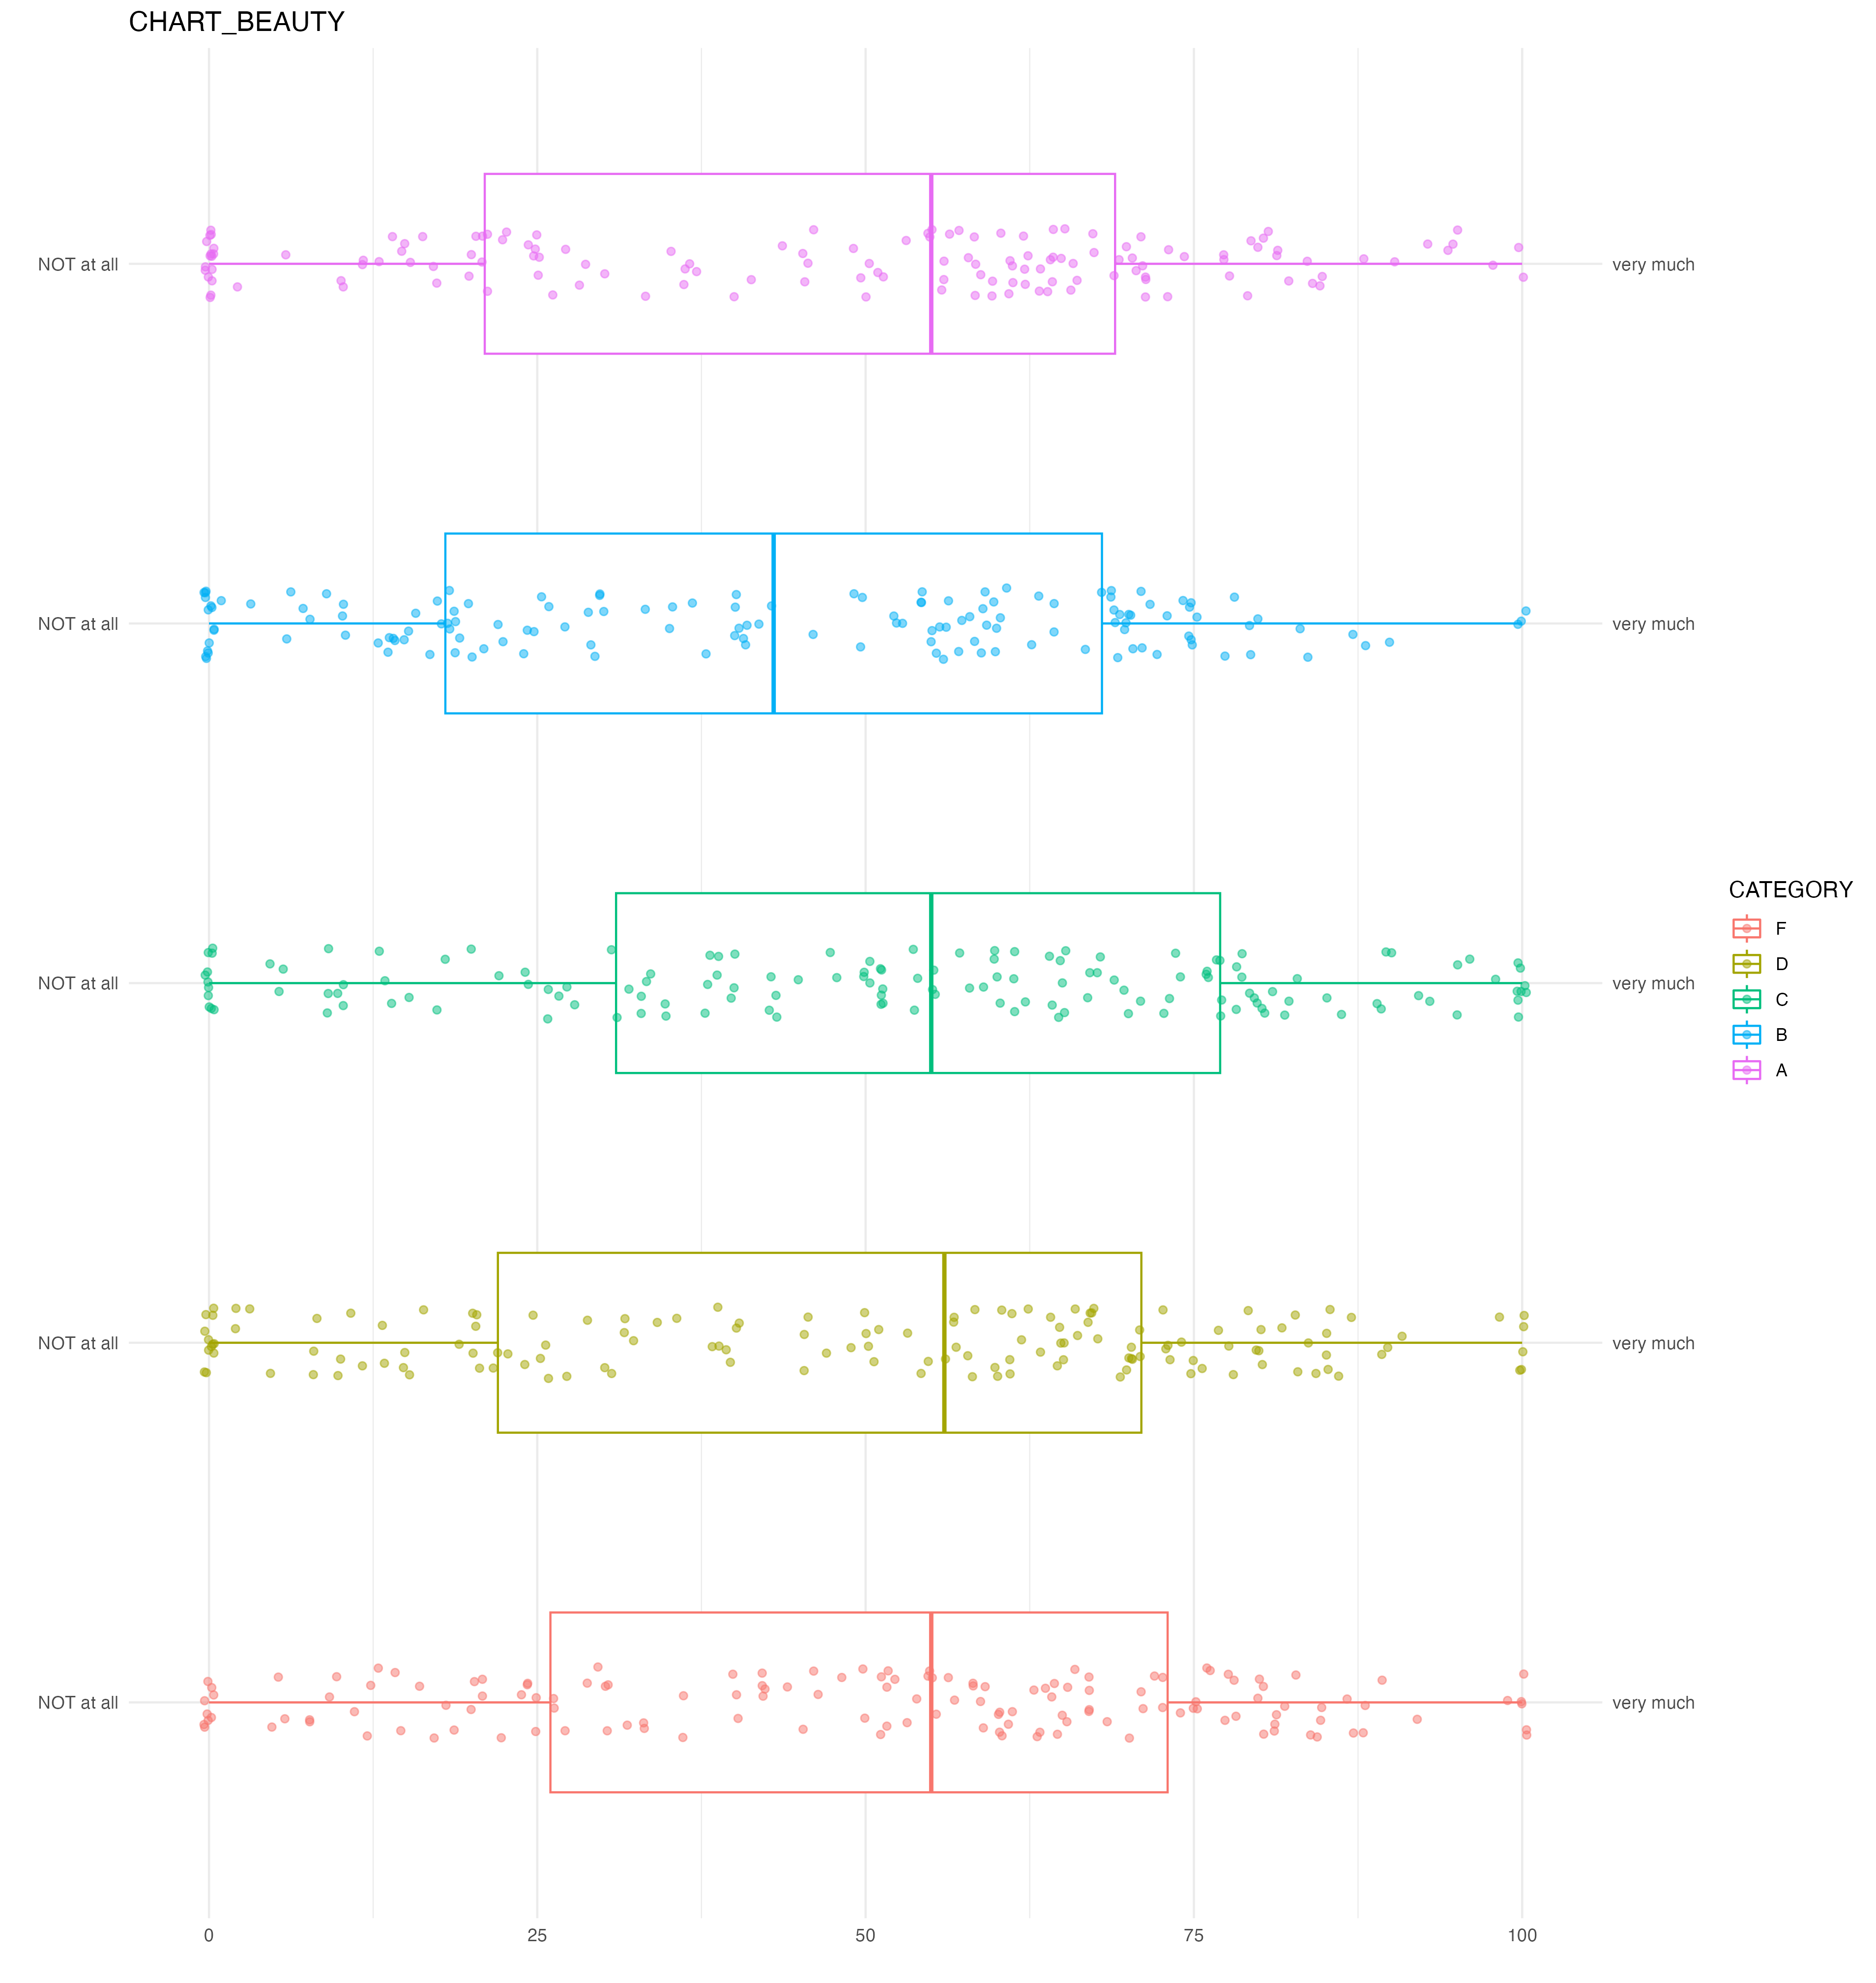 CHART_BEAUTY
NOT at all
very much
NOT at all
very much
NOT at all
very much
NOT at all
very much
NOT at all
very much
0
25
50
75
100
CATEGORY
F
D
C
B
A